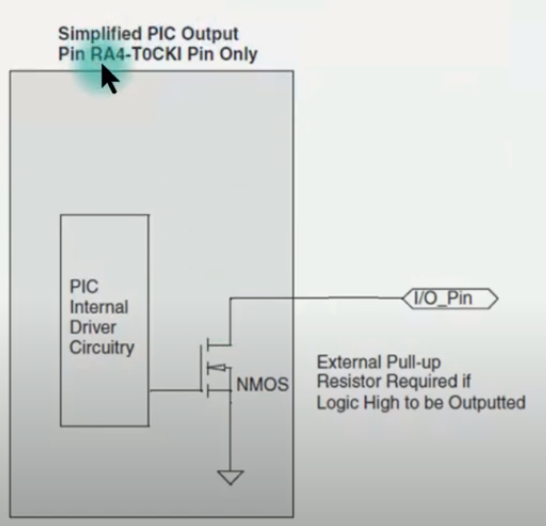 Simplified PIC Output
Pin RA4-T0CKI Pin Only
PIC
Internal
Driver
Circuitry
NMOS
I/O_Pin
External Pull-up
Resistor Required if
Logic High to be Outputted